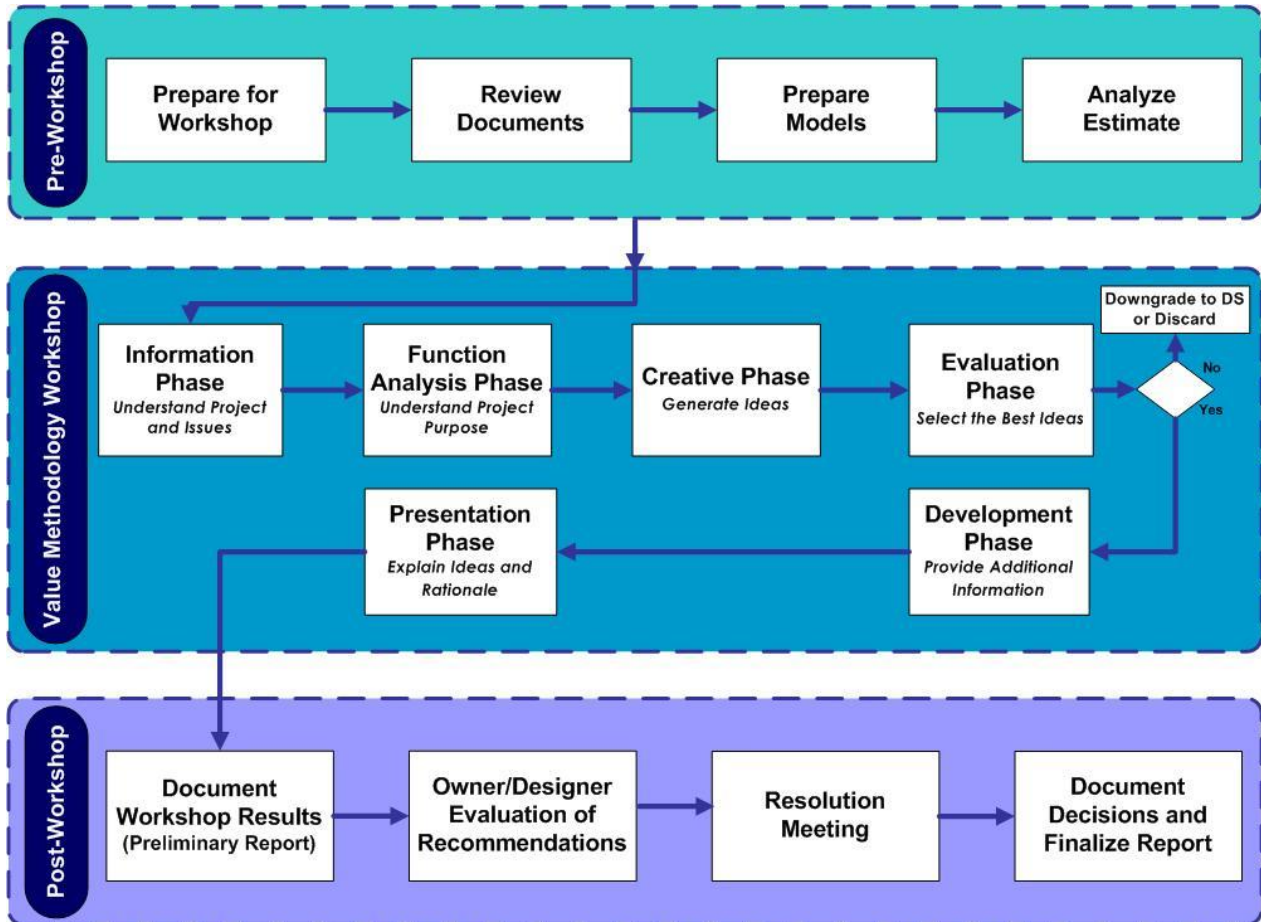 Pre-Workshop
Prepare for
Workshop
Review
Documents
Prepare
Models
Analyze
Estimate
Value Methodology Workshop
Information
Phase
Understand Project
and Issues
Function
Analysis Phase
Understand Project
Purpose
Creative Phase
Generate Ideas
Evaluation
Phase
Select the Best Ideas
Downgrade to DS
or Discard
No
Yes
Presentation
Phase
Explain Ideas and
Rationale
Development
Phase
Provide Additional
Information
Post-Workshop
Document
Workshop Results
(Preliminary Report)
Owner/Designer
Evaluation of
Recommendations
Resolution
Meeting
Document
Decisions and
Finalize Report